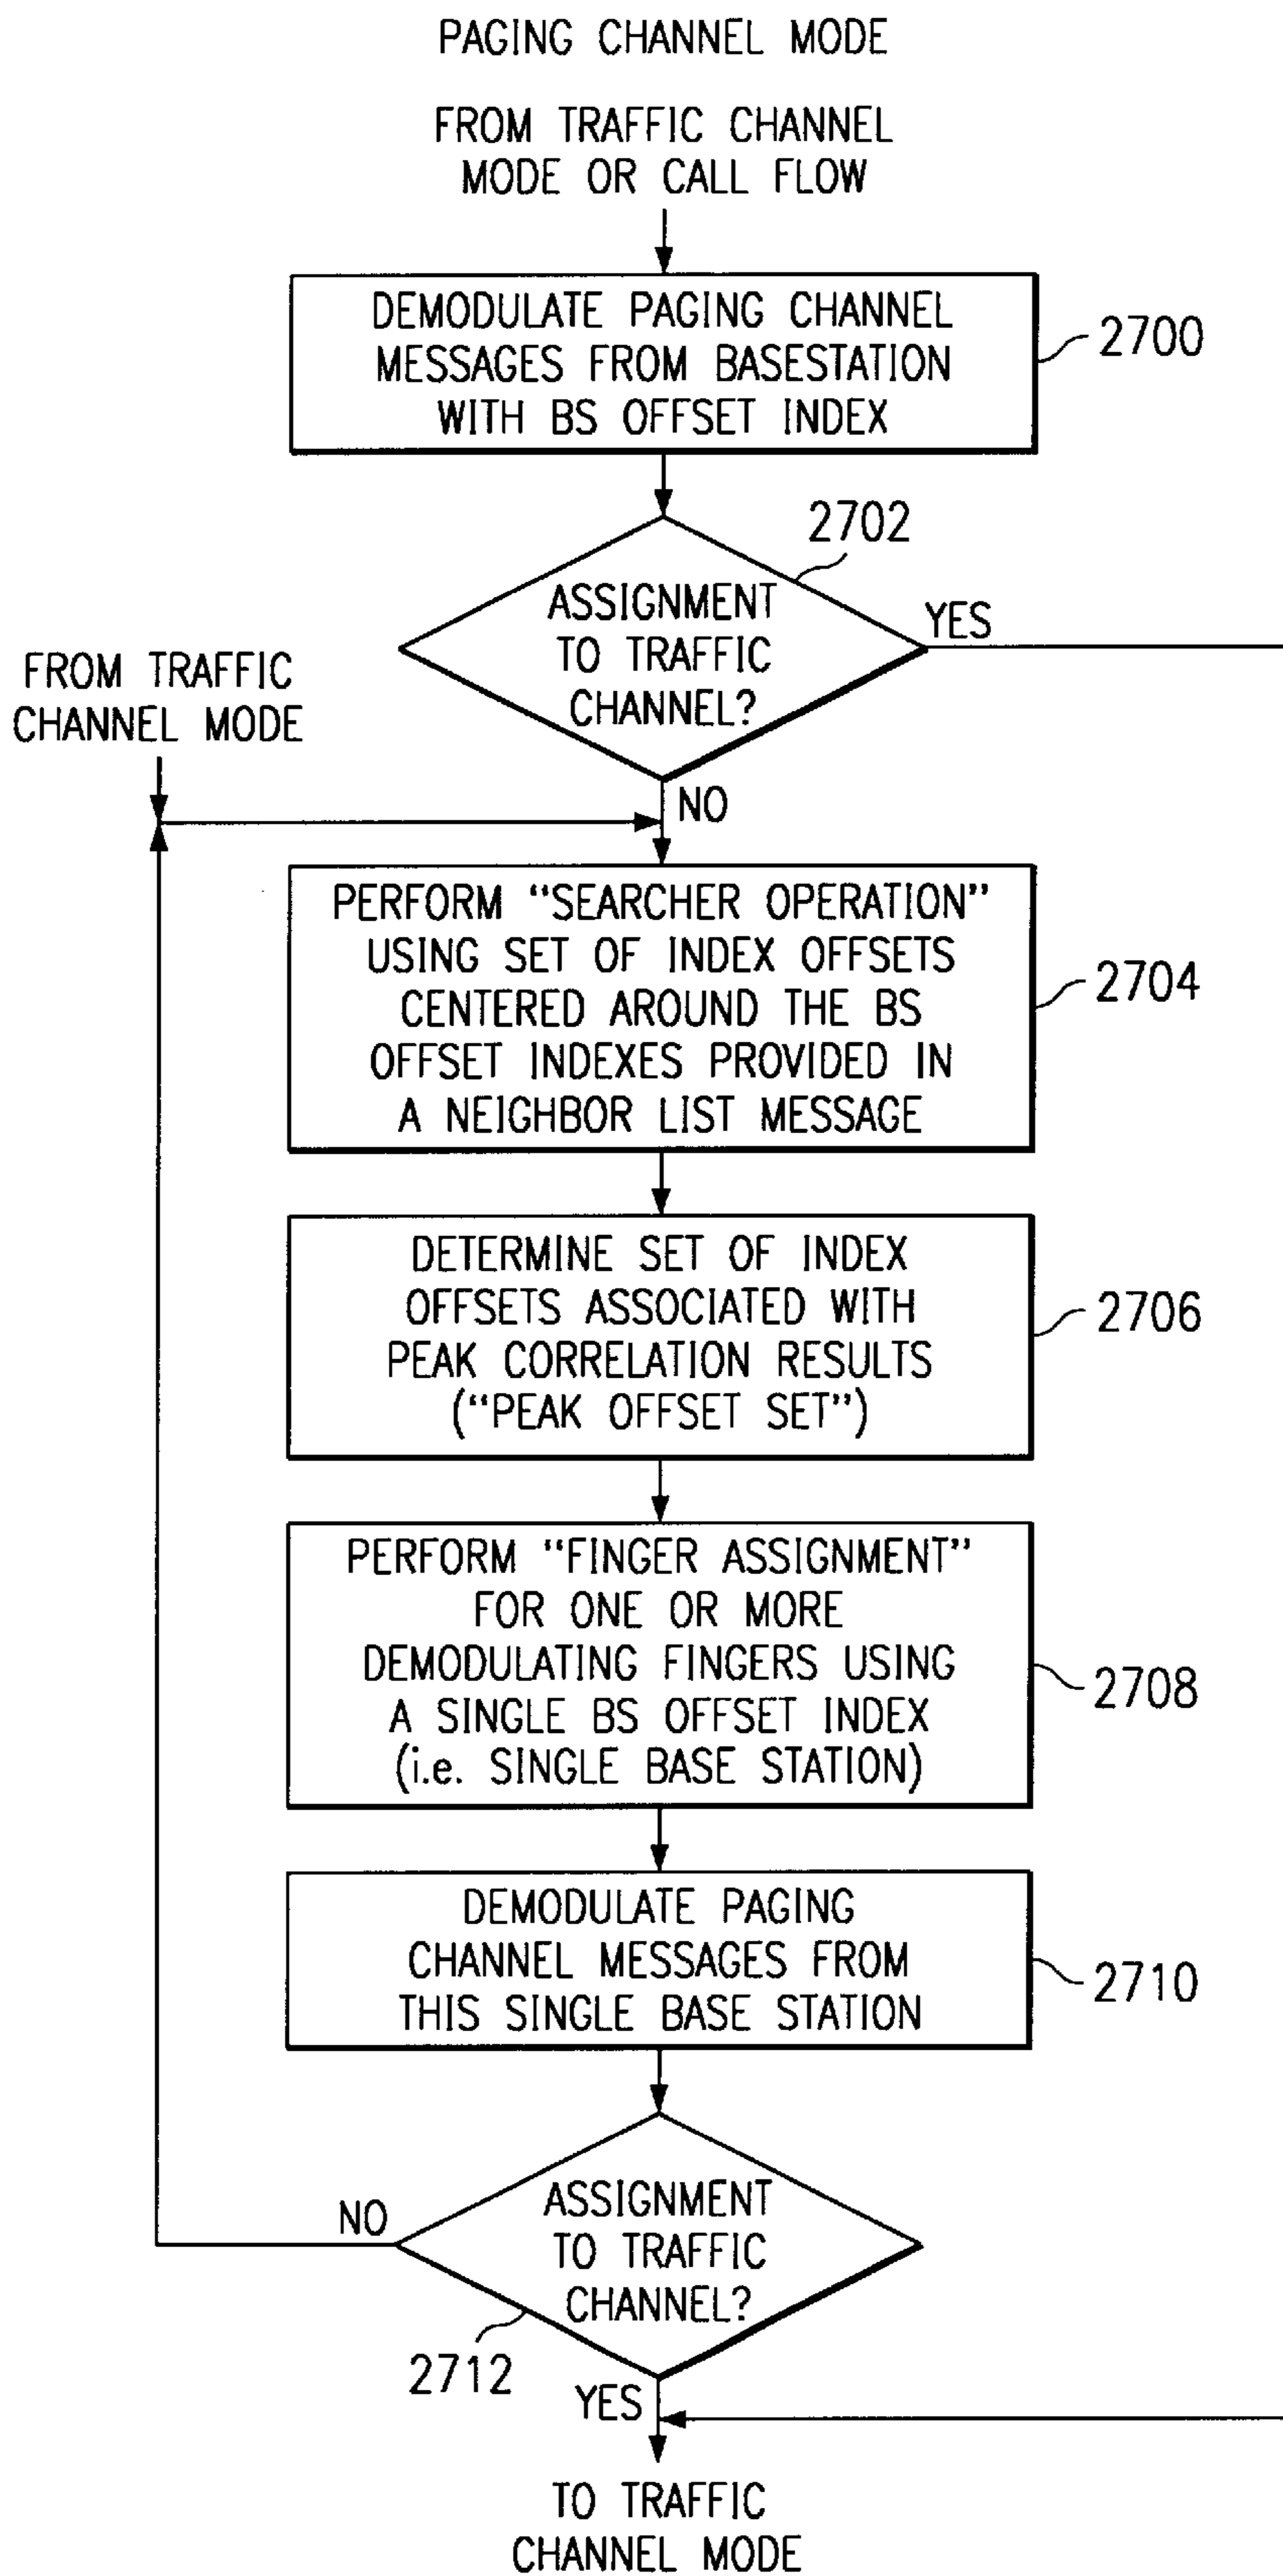 PAGING CHANNEL MODE
FROM TRAFFIC CHANNEL
MODE OR CALL FLOW
DEMODULATE PAGING CHANNEL
MESSAGES FROM BASESTATION
WITH BS OFFSET INDEX
2700
2702
ASSIGNMENT
TO TRAFFIC
CHANNEL?
YES
FROM TRAFFIC
CHANNEL MODE
NO
PERFORM “SEARCHER OPERATION”
USING SET OF INDEX OFFSETS
CENTERED AROUND THE BS
OFFSET INDEXES PROVIDED IN
A NEIGHBOR LIST MESSAGE
2704
DETERMINE SET OF INDEX
OFFSETS ASSOCIATED WITH
PEAK CORRELATION RESULTS
(“PEAK OFFSET SET”)
2706
PERFORM “FINGER ASSIGNMENT”
FOR ONE OR MORE
DEMODULATING FINGERS USING
A SINGLE BS OFFSET INDEX
(i.e. SINGLE BASE STATION)
2708
DEMODULATE PAGING
CHANNEL MESSAGES FROM
THIS SINGLE BASE STATION
2710
NO
ASSIGNMENT
TO TRAFFIC
CHANNEL?
2712
YES
TO TRAFFIC
CHANNEL MODE